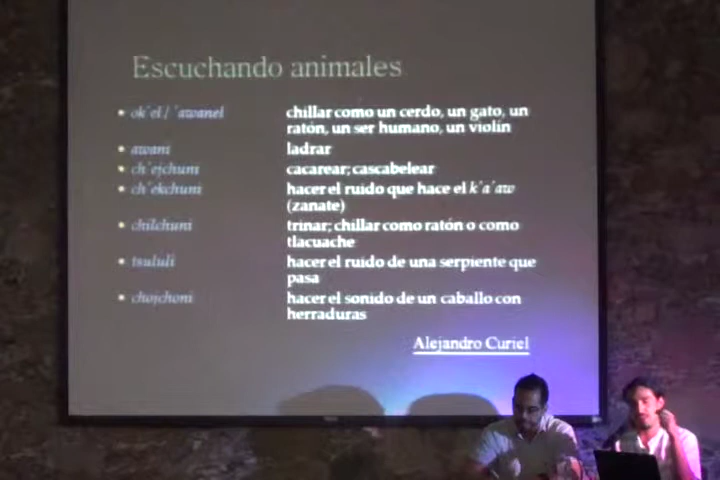 Escuchando animales
• ok'el / 'awanel chillar como un cerdo, un gato, un
ratón, un ser humano, un violín
• awani ladrar
• ch'ejchuni cacarear; cascabelear
• ch'ekchuni hacer el ruido que hace el k'a'aw
(zanate)
• chilchuni trinar; chillar como ratón o como
tlacuache
• tsululi hacer el ruido de una serpiente que
pasa
• chojchoni hacer el sonido de un caballo con
herraduras
Alejandro Curiel